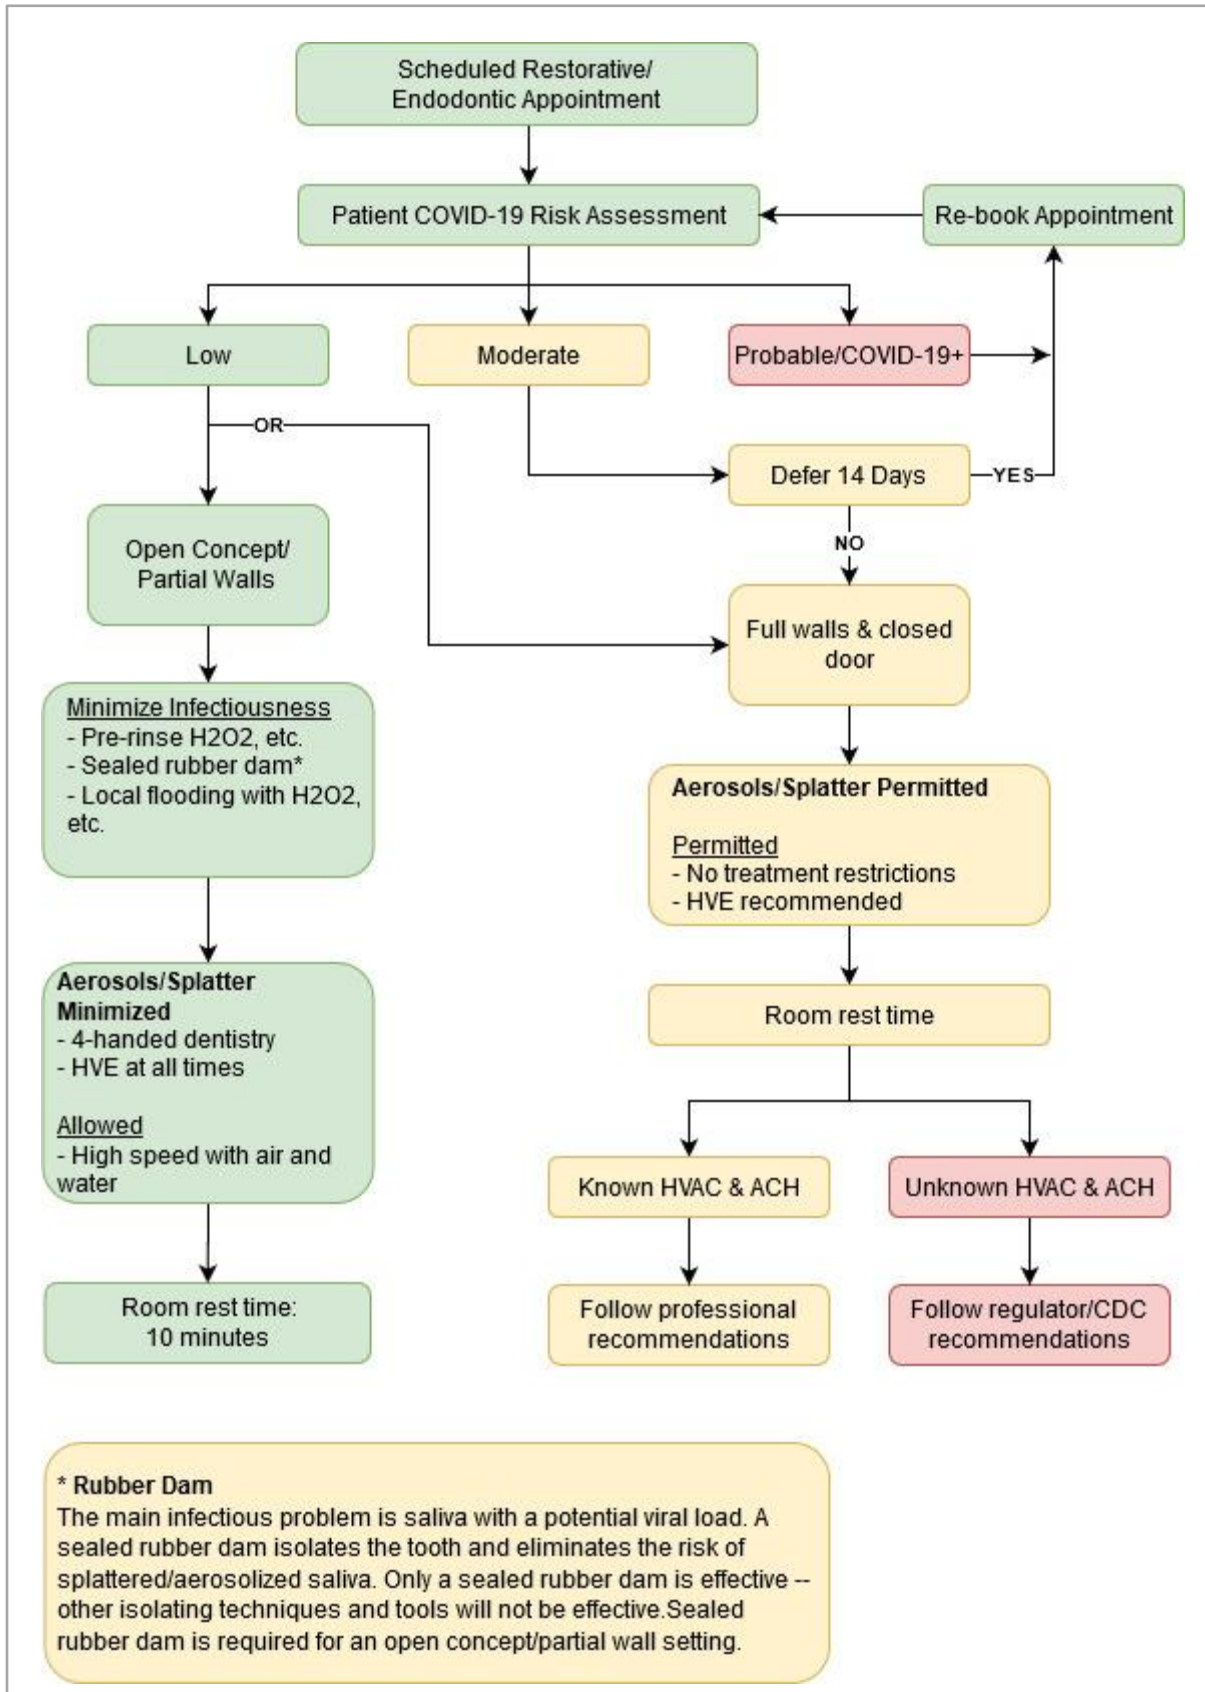 Scheduled Restorative/
Endodontic Appointment
Patient COVID-19 Risk Assessment
Re-book Appointment
Low
Moderate
Probable/COVID-19+
OR
Defer 14 Days
YES
NO
Open Concept/
Partial Walls
Full walls & closed
door
Minimize Infectiousness
- Pre-rinse H2O2, etc.
- Sealed rubber dam*
- Local flooding with H2O2,
etc.
Aerosols/Splatter Permitted
Permitted
- No treatment restrictions
- HVE recommended
Aerosols/Splatter
Minimized
- 4-handed dentistry
- HVE at all times
Allowed
- High speed with air and
water
Room rest time
Known HVAC & ACH
Unknown HVAC & ACH
Room rest time:
10 minutes
Follow professional
recommendations
Follow regulator/CDC
recommendations
* Rubber Dam
The main infectious problem is saliva with a potential viral load. A
sealed rubber dam isolates the tooth and eliminates the risk of
splattered/aerosolized saliva. Only a sealed rubber dam is effective --
other isolating techniques and tools will not be effective.Sealed
rubber dam is required for an open concept/partial wall setting.